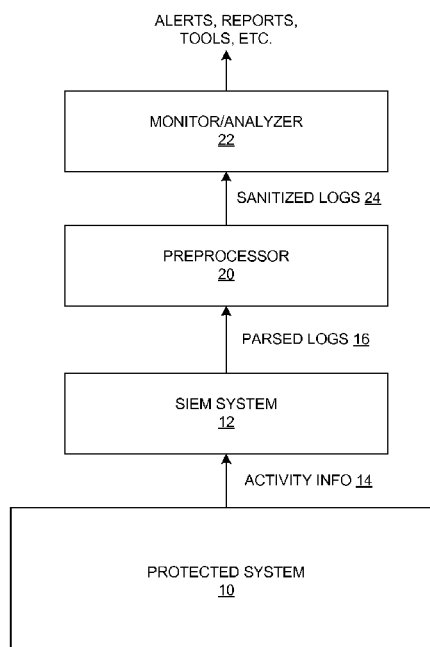 ALERTS, REPORTS,
TOOLS, ETC.
MONITOR/ANALYZER
22
SANITIZED LOGS 24
PREPROCESSOR
20
PARSED LOGS 16
SIEM SYSTEM
12
ACTIVITY INFO 14
PROTECTED SYSTEM
10